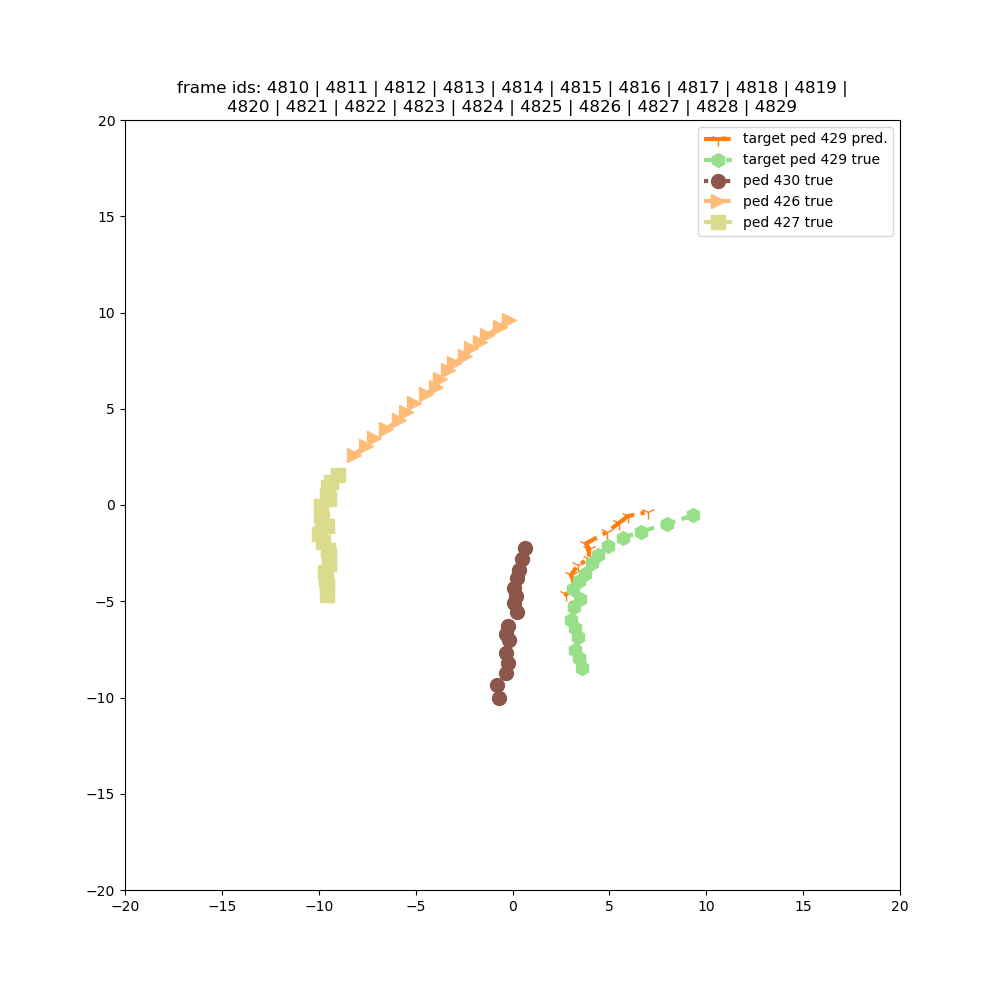 frame ids: 4810 | 4811 | 4812 | 4813 | 4814 | 4815 | 4816 | 4817 | 4818 | 4819 |
4820 | 4821 | 4822 | 4823 | 4824 | 4825 | 4826 | 4827 | 4828 | 4829
target ped 429 pred.
target ped 429 true
ped 430 true
ped 426 true
ped 427 true
20
15
10
5
0
−5
−10
−15
−20
−20 −15 −10 −5 0 5 10 15 20